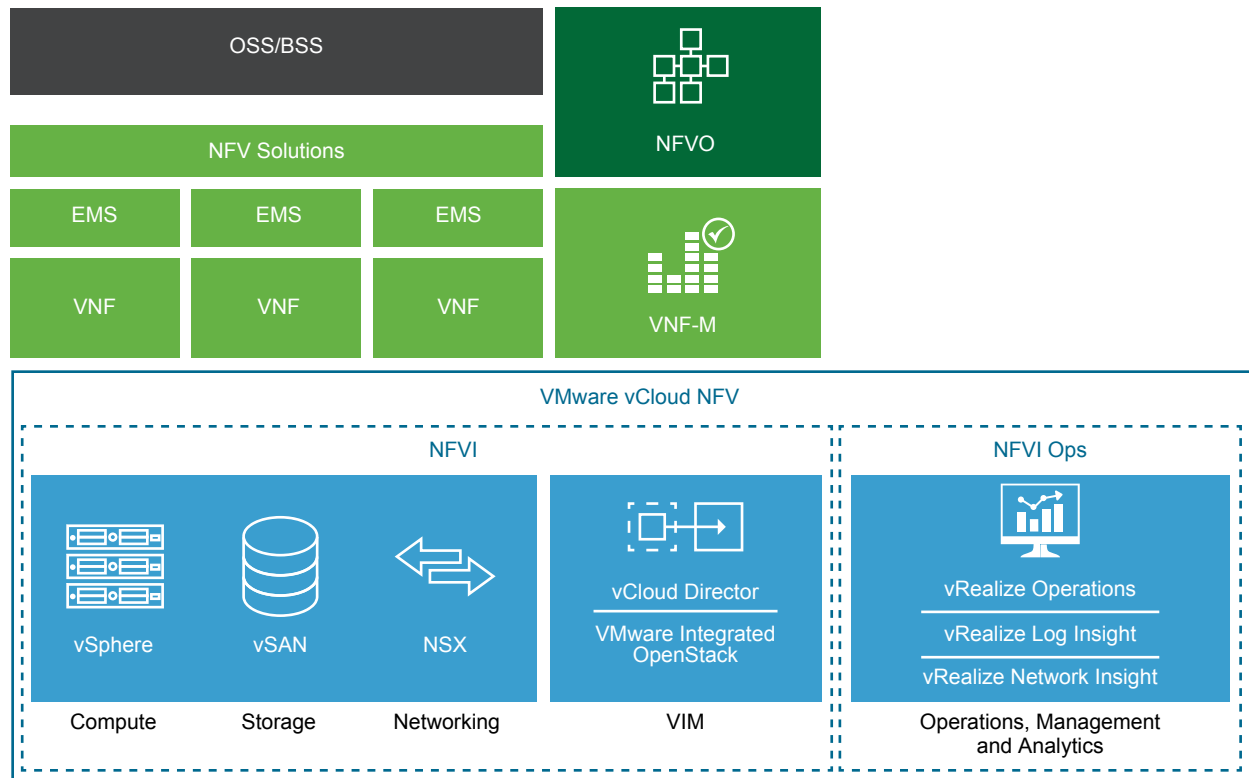 OSS/BSS
NFVO
NFV Solutions
EMS
EMS
EMS
VNF
VNF
VNF
VNF-M
VMware vCloud NFV
NFVI
vSphere
vSAN
NSX
vCloud Director
VMware Integrated
OpenStack
Compute
Storage
Networking
VIM
NFVI Ops
vRealize Operations
vRealize Log Insight
vRealize Network Insight
Operations, Management
and Analytics